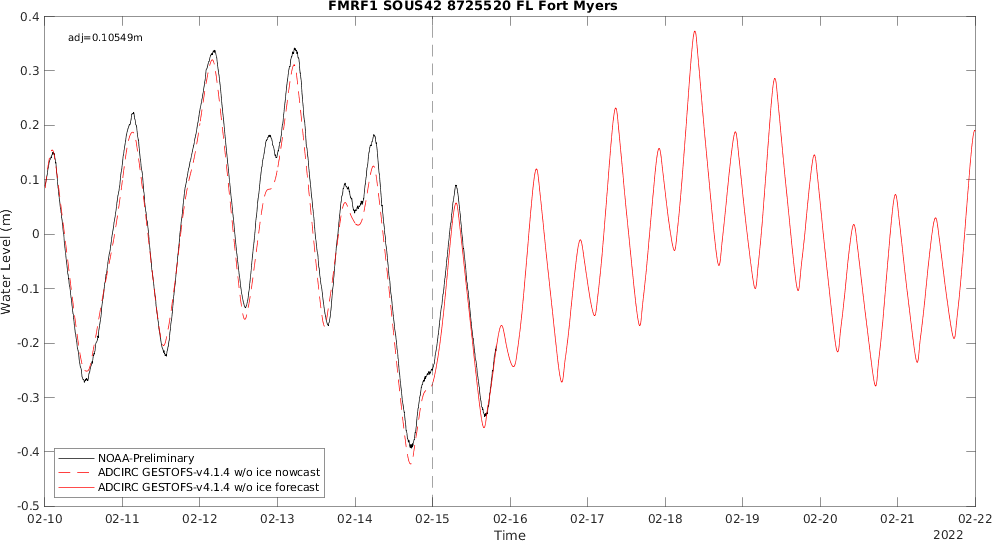 FMRF1 SOUS42 8725520 FL Fort Myers
adj=0.10549m
0.4
0.3
0.2
0.1
0
-0.1
-0.2
-0.3
-0.4
-0.5
Water Level (m)
NOAA-Preliminary
ADCIRC GESTOFS-v4.1.4 w/o ice nowcast
ADCIRC GESTOFS-v4.1.4 w/o ice forecast
02-10 02-11 02-12 02-13 02-14 02-15 02-16 02-17 02-18 02-19 02-20 02-21 02-22
Time
2022